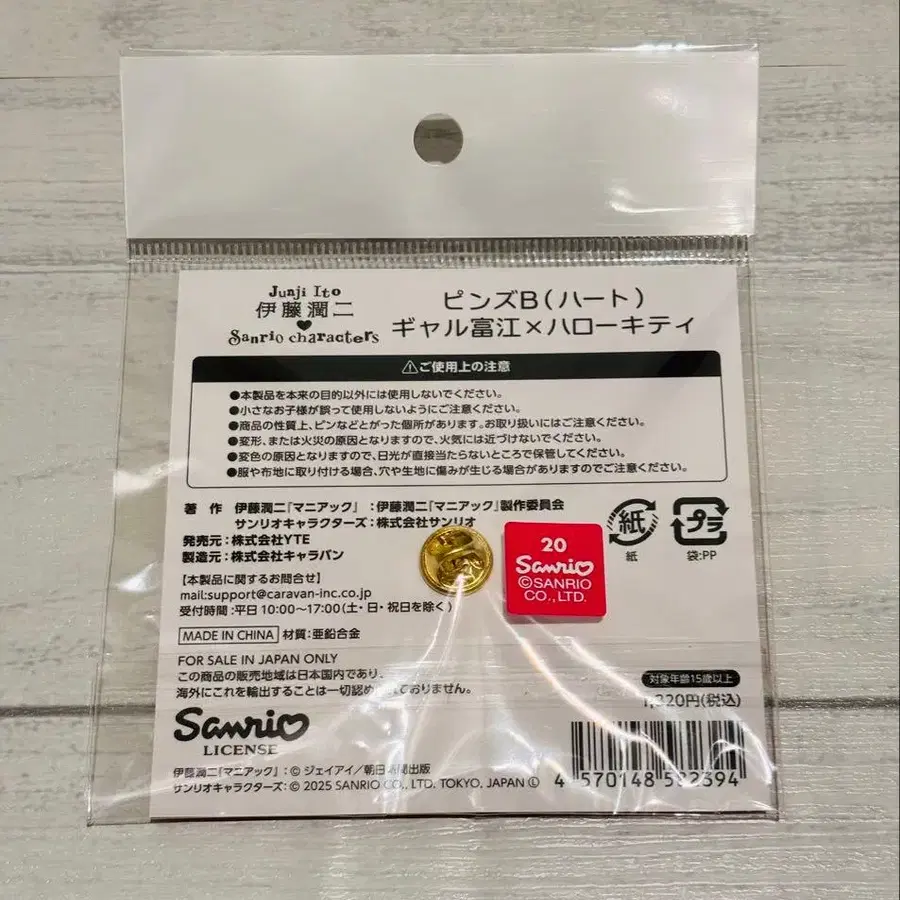 Junji Ito
伊藤潤二
Sanrio characters
ピンズB(ハート)
ギャル富江×ハローキティ
⚠ご使用上の注意
●本製品を本来の目的以外には使用しないでください。
●小さなお子様が誤って使用しないようにご注意ください。
●商品の性質上、ピンなどとがった個所があります。お取り扱いにはご注意ください。
●変形、または火災の原因となりますので、火気には近づけないでください。
●変色の原因となりますので、日光が直接当たらないところで保管してください。
●服や布地に取り付ける場合、穴や生地に傷みが生じる場合がありますのでご注意ください。
著 作 伊藤潤二『マニアック』:伊藤潤二『マニアック』製作委員会
サンリオキャラクターズ:株式会社サンリオ
発売元:株式会社YTE
製造元:株式会社キャラバン
【本製品に関するお問合せ】
mail:support@caravan-inc.co.jp
受付時間:平日10:00〜17:00(土・日・祝日を除く)
MADE IN CHINA 材質:亜鉛合金
FOR SALE IN JAPAN ONLY
この商品の販売地域は日本国内であり、
海外にこれを輸出することは一切認められておりません。
紙
紙
プラ
袋:PP
20
Sanrio
©SANRIO
CO.,LTD.
対象年齢15歳以上
1,320円(税込)
Sanrio
LICENSE
伊藤潤二『マニアック』:© ジェイアイ/朝日新聞出版
サンリオキャラクターズ:© 2025 SANRIO CO., LTD. TOKYO, JAPAN Ⓛ
4 570148 582394